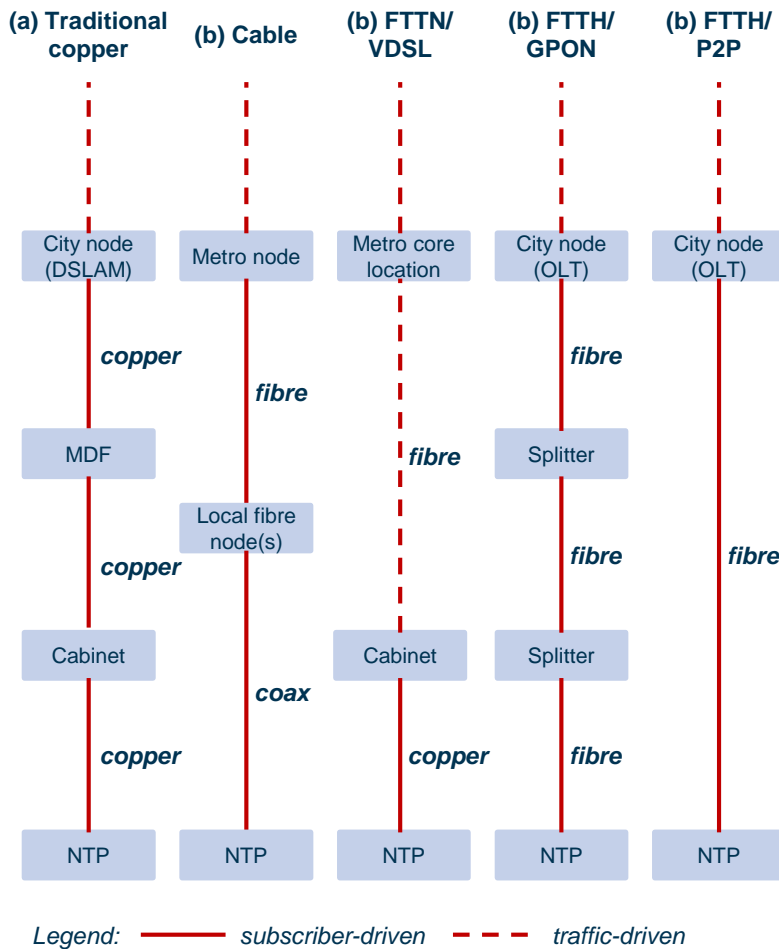 (a) Traditional
copper
(b) Cable
(b) FTTN/
VDSL
(b) FTTH/
GPON
(b) FTTH/
P2P
City node
(DSLAM)
Metro node
Metro core
location
City node
(OLT)
City node
(OLT)
copper
fibre
fibre
MDF
fibre
Splitter
Local fibre
node(s)
copper
fibre
fibre
Cabinet
Cabinet
Splitter
coax
copper
copper
fibre
NTP
NTP
NTP
NTP
NTP
Legend: subscriber-driven traffic-driven